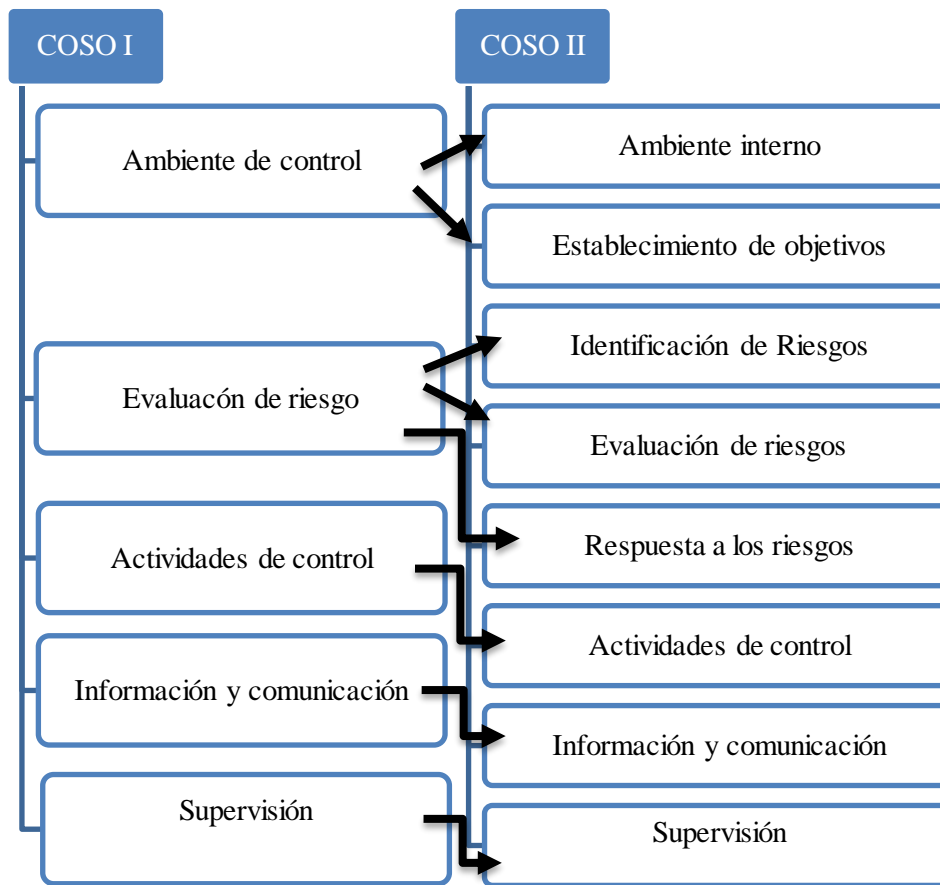 COSO I
Ambiente de control
Evaluacón de riesgo
Actividades de control
Información y comunicación
Supervisión
COSO II
Ambiente interno
Establecimiento de objetivos
Identificación de Riesgos
Evaluación de riesgos
Respuesta a los riesgos
Actividades de control
Información y comunicación
Supervisión